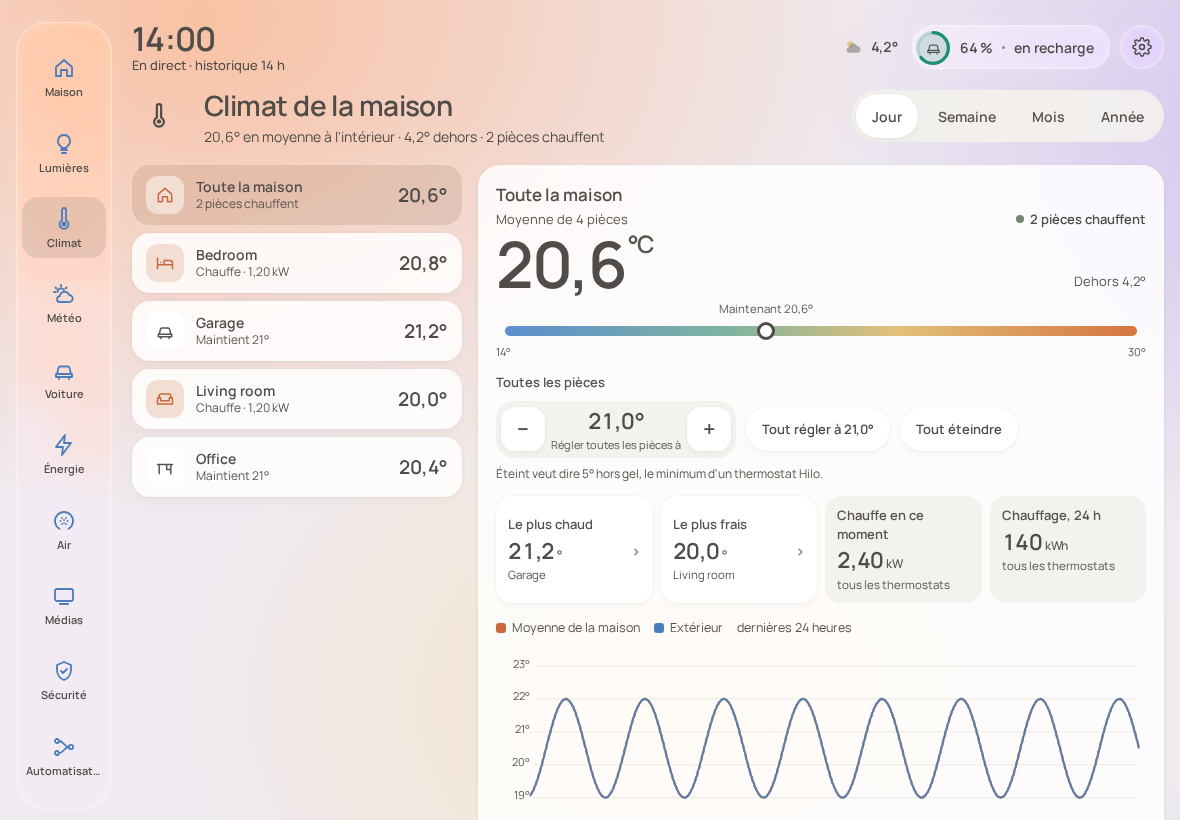 14:00
En direct · historique 14 h
4,2°
64 % · en recharge
Maison
Lumières
Climat
Météo
Voiture
Énergie
Air
Médias
Sécurité
Automatisat...
Climat de la maison
20,6° en moyenne à l'intérieur · 4,2° dehors · 2 pièces chauffent
Jour
Semaine
Mois
Année
Toute la maison
2 pièces chauffent
20,6°
Bedroom
Chauffe · 1,20 kW
20,8°
Garage
Maintient 21°
21,2°
Living room
Chauffe · 1,20 kW
20,0°
Office
Maintient 21°
20,4°
Toute la maison
Moyenne de 4 pièces
2 pièces chauffent
20,6°C
Dehors 4,2°
Maintenant 20,6°
14°
30°
Toutes les pièces
−
21,0°
Régler toutes les pièces à
+
Tout régler à 21,0°
Tout éteindre
Éteint veut dire 5° hors gel, le minimum d'un thermostat Hilo.
Le plus chaud
21,2°
Garage
Le plus frais
20,0°
Living room
Chauffe en ce
moment
2,40 kW
tous les thermostats
Chauffage, 24 h
140 kWh
tous les thermostats
Moyenne de la maison
Extérieur
dernières 24 heures
23°
22°
21°
20°
19°